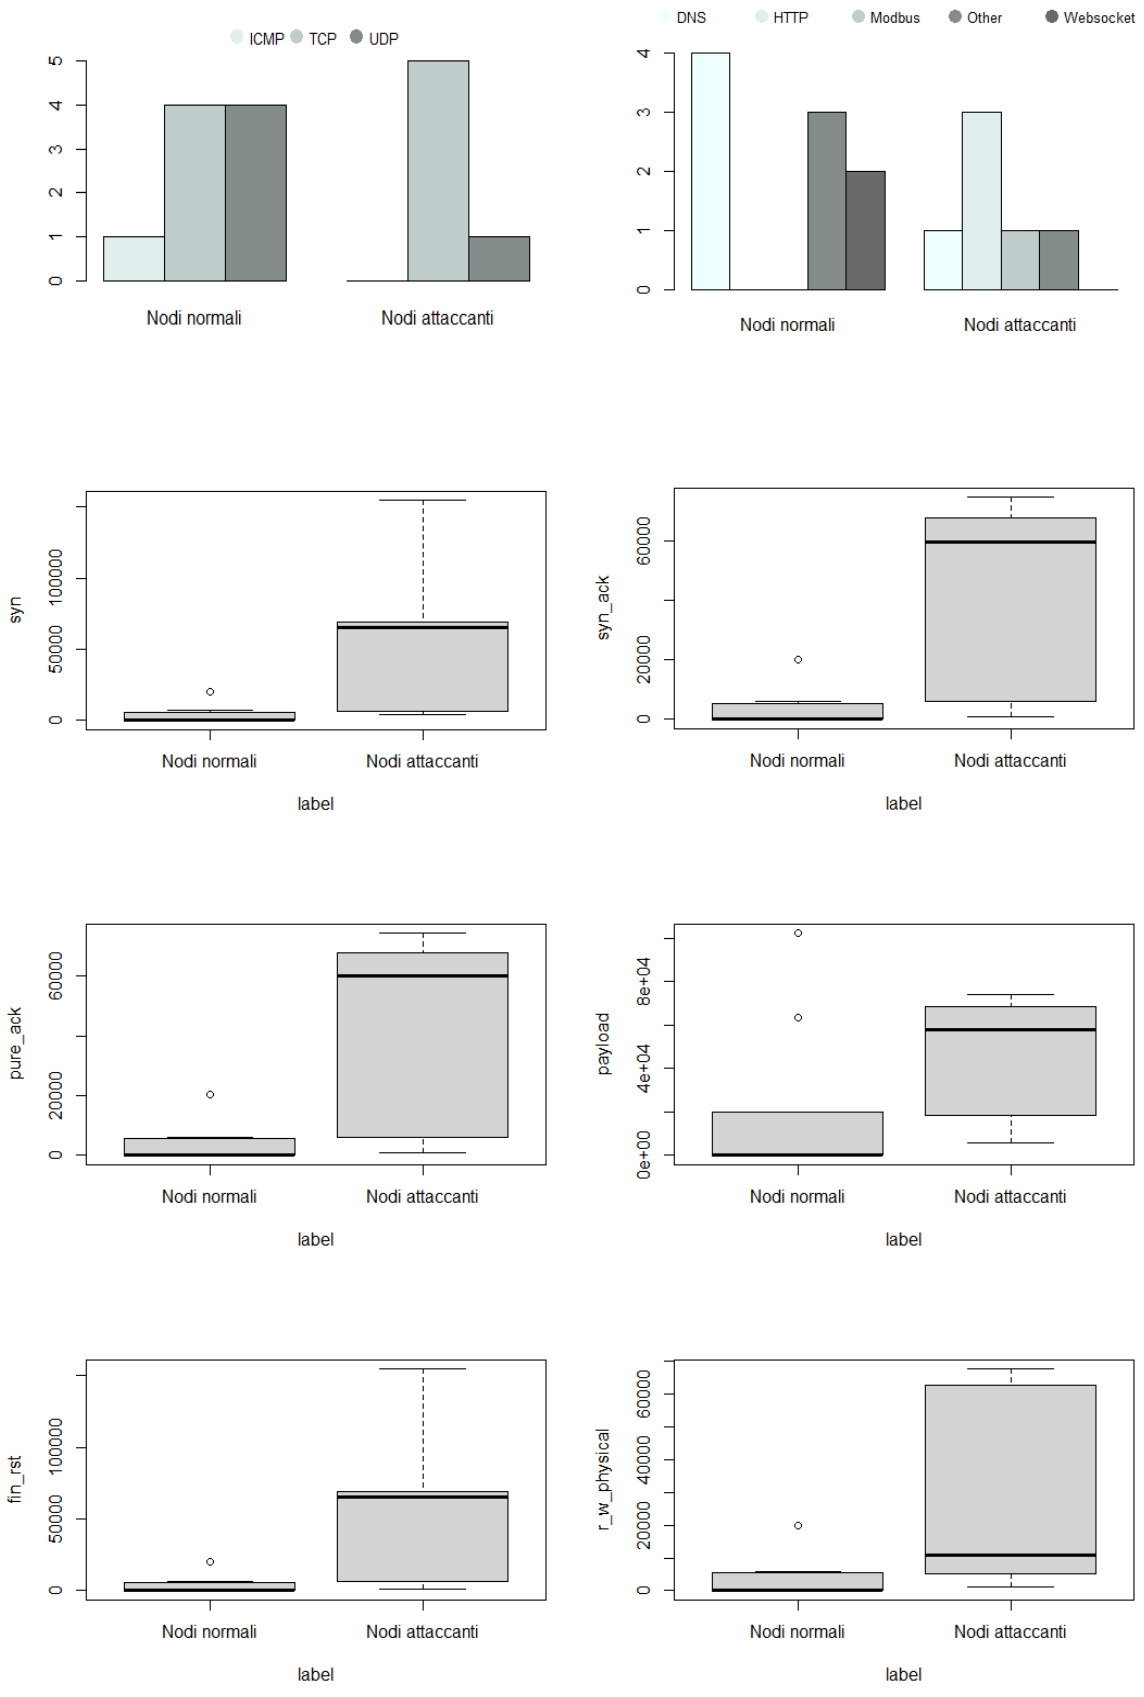 ICMP TCP UDP
5
4
3
2
1
0
Nodi normali Nodi attaccanti
DNS HTTP Modbus Other Websocket
4
3
2
1
0
Nodi normali Nodi attaccanti
syn
100000
50000
0
Nodi normali Nodi attaccanti
label
syn_ack
60000
20000
0
Nodi normali Nodi attaccanti
label
pure_ack
60000
20000
0
Nodi normali Nodi attaccanti
label
payload
8e+04
4e+04
0e+00
Nodi normali Nodi attaccanti
label
fin_rst
100000
50000
0
Nodi normali Nodi attaccanti
label
r_w_physical
60000
40000
20000
0
Nodi normali Nodi attaccanti
label